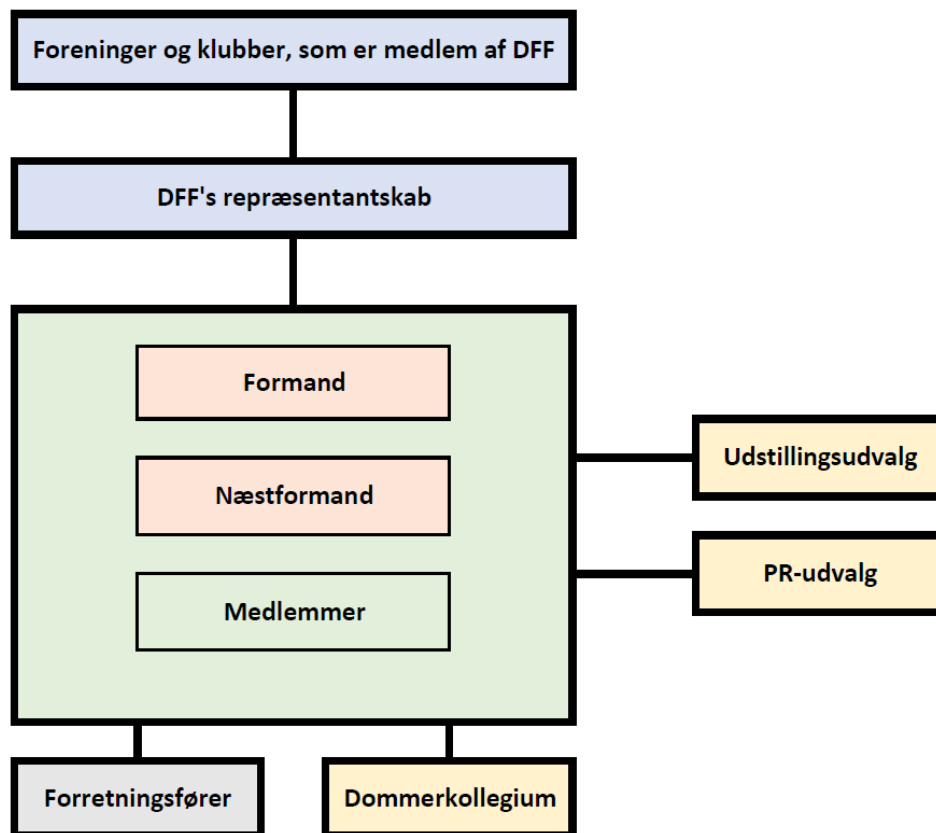 Foreninger og klubber, som er medlem af DFF
DFF's repræsentantskab
Formand
Næstformand
Medlemmer
Udstillingsudvalg
PR-udvalg
Forretningsfører
Dommerkollegium